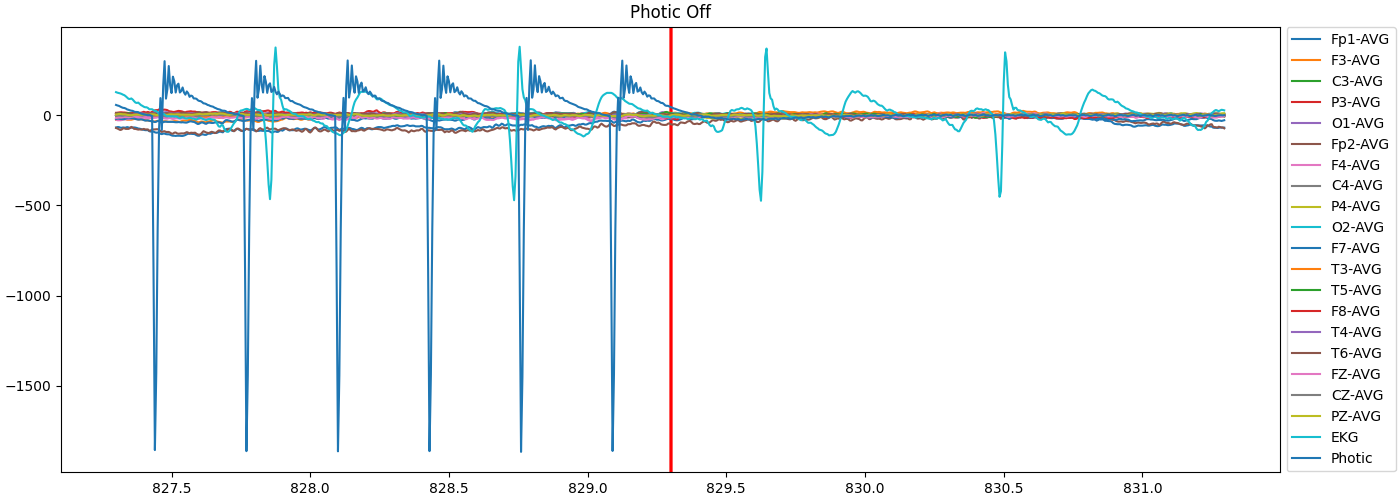 Photic Off
0
−500
−1000
−1500
827.5 828.0 828.5 829.0 829.5 830.0 830.5 831.0
Fp1-AVG
F3-AVG
C3-AVG
P3-AVG
O1-AVG
Fp2-AVG
F4-AVG
C4-AVG
P4-AVG
O2-AVG
F7-AVG
T3-AVG
T5-AVG
F8-AVG
T4-AVG
T6-AVG
FZ-AVG
CZ-AVG
PZ-AVG
EKG
Photic